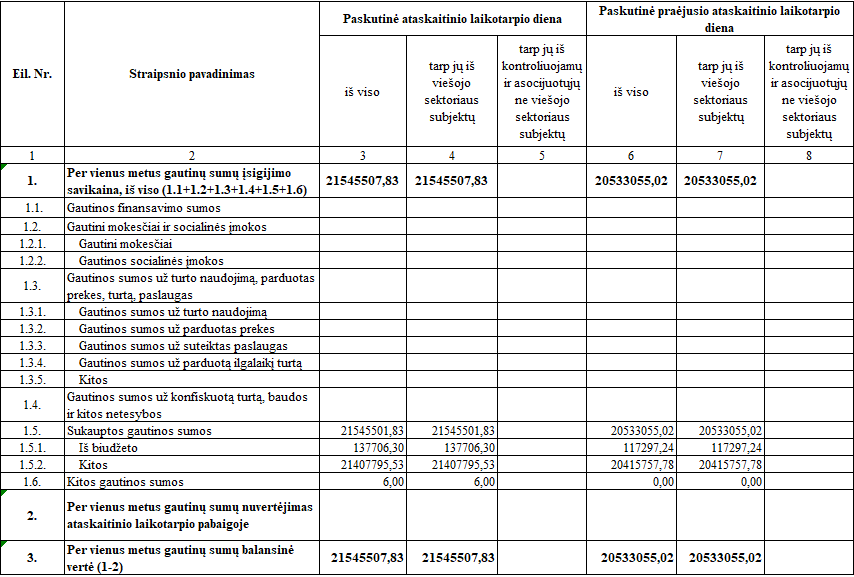 Eil. Nr.
Straipsnio pavadinimas
Paskutinė ataskaitinio laikotarpio diena
Paskutinė praėjusio ataskaitinio laikotarpio
diena
iš viso
tarp jų iš
viešojo
sektoriaus
subjektų
tarp jų iš
kontroliuojamų
ir asocijuotųjų
ne viešojo
sektoriaus
subjektų
iš viso
tarp jų iš
viešojo
sektoriaus
subjektų
tarp jų iš
kontroliuojamų
ir asocijuotųjų
ne viešojo
sektoriaus
subjektų
1 2 3 4 5 6 7 8
1. Per vienus metus gautinų sumų įsigijimo
savikaina, iš viso (1.1+1.2+1.3+1.4+1.5+1.6) 21545507,83 21545507,83 20533055,02 20533055,02
1.1. Gautinos finansavimo sumos
1.2. Gautini mokesčiai ir socialinės įmokos
1.2.1. Gautini mokesčiai
1.2.2. Gautinos socialinės įmokos
1.3. Gautinos sumos už turto naudojimą, parduotas
prekes, turtą, paslaugas
1.3.1. Gautinos sumos už turto naudojimą
1.3.2. Gautinos sumos už parduotas prekes
1.3.3. Gautinos sumos už suteiktas paslaugas
1.3.4. Gautinos sumos už parduotą ilgalaikį turtą
1.3.5. Kitos
1.4. Gautinos sumos už konfiskuotą turtą, baudos
ir kitos netesybos
1.5. Sukauptos gautinos sumos 21545501,83 21545501,83 20533055,02 20533055,02
1.5.1. Iš biudžeto 137706,30 137706,30 117297,24 117297,24
1.5.2. Kitos 21407795,53 21407795,53 20415757,78 20415757,78
1.6. Kitos gautinos sumos 6,00 6,00 0,00 0,00
2. Per vienus metus gautinų sumų nuvertėjimas
ataskaitinio laikotarpio pabaigoje
3. Per vienus metus gautinų sumų balansinė
vertė (1-2) 21545507,83 21545507,83 20533055,02 20533055,02